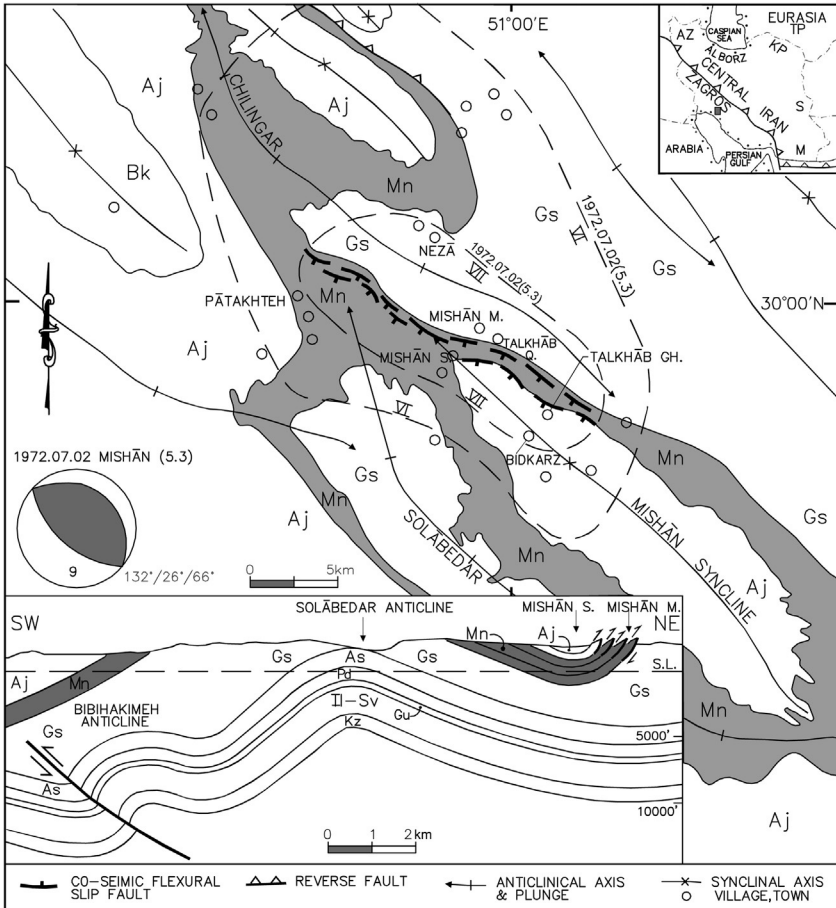 51°00'E
EURASIA
TP
CASPIAN
SEA
AZ
KP
ALBORZ
CENTRAL
IRAN
ZAGROS
S
ARABIA
PERSIAN
GULF
M
Aj
CHILINGAR
Aj
Bk
Mn
Gs
Gs
NEZĀ
1972.07.02(5.3)
VII
1972.07.02(5.3)
VI
Gs
30°00'N
PĀTAKHTEH
Mn
MISHĀN M.
TALKHĀB
Q.
TALKHĀB GH.
Aj
MISHĀN S.
VI
VII
BIDKARZ
Mn
Gs
Gs
1972.07.02 MISHĀN (5.3)
9
132°/26°/66°
Aj
Mn
SOLĀBEDAR
Mn
MISHĀN
SYNCLINE
Aj
0 5km
Mn
Aj
SW
SOLĀBEDAR ANTICLINE
MISHĀN S. MISHĀN M.
NE
Gs
As
Gs
Mn
Aj
S.L.
Aj
Mn
Pd
Gs
BIBIHAKIMEH
ANTICLINE
Il-Sv
Gu
Gs
Kz
5000'
As
10000'
0 1 2km
CO-SEIMIC FLEXURAL
SLIP FAULT
REVERSE FAULT
ANTICLINICAL AXIS
& PLUNGE
SYNCLINAL AXIS
VILLAGE,TOWN